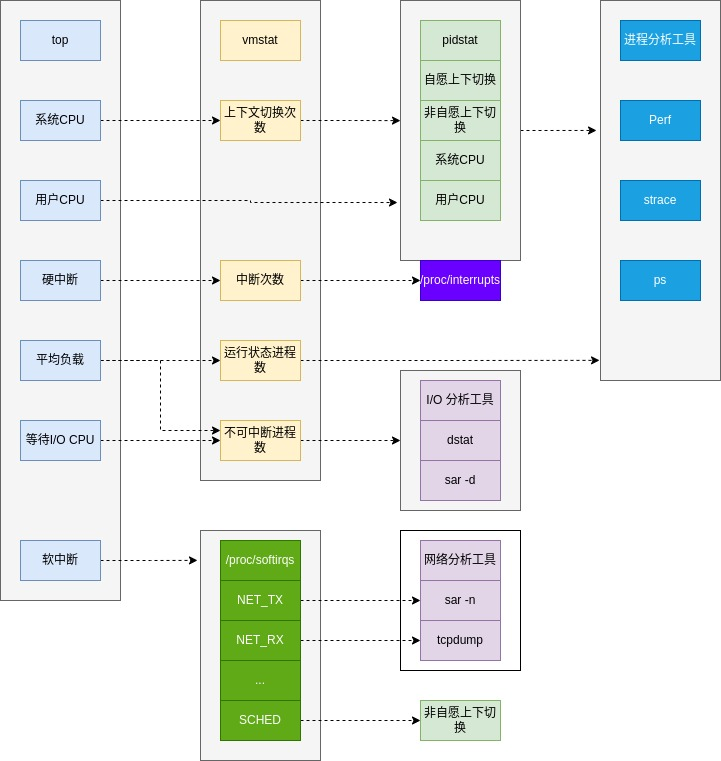 top
系统CPU
用户CPU
硬中断
平均负载
等待I/O CPU
软中断
vmstat
上下文切换次
数
中断次数
运行状态进程
数
不可中断进程
数
/proc/softirqs
NET_TX
NET_RX
...
SCHED
pidstat
自愿上下切换
非自愿上下切
换
系统CPU
用户CPU
/proc/interrupts
I/O 分析工具
dstat
sar -d
网络分析工具
sar -n
tcpdump
非自愿上下切
换
进程分析工具
Perf
strace
ps